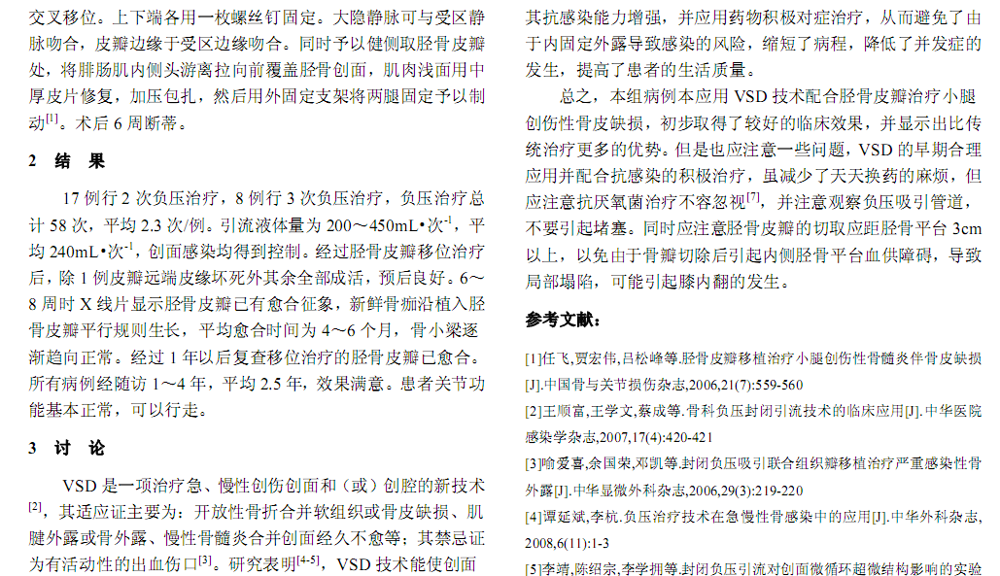 交叉移位。上下端各用一枚螺丝钉固定。大隐静脉可与受区静
脉吻合，皮瓣边缘于受区边缘吻合。同时予以健侧取胫骨皮瓣
处，将腓肠肌内侧头游离拉向前覆盖胫骨创面，肌肉浅面用中
厚皮片修复，加压包扎，然后用外固定支架将两腿固定予以制
动[1]。术后 6 周断蒂。
2 结 果
17 例行 2 次负压治疗，8 例行 3 次负压治疗，负压治疗总
计 58 次，平均 2.3 次/例。引流液体量为 200～450mL•次-1，平
均 240mL•次-1，创面感染均得到控制。经过胫骨皮瓣移位治疗
后，除 1 例皮瓣远端皮缘坏死外其余全部成活，预后良好。6～
8 周时 X 线片显示胫骨皮瓣已有愈合征象，新鲜骨痂沿植入胫
骨皮瓣平行规则生长，平均愈合时间为 4～6 个月，骨小梁逐
渐趋向正常。经过 1 年以后复查移位治疗的胫骨皮瓣已愈合。
所有病例经随访 1～4 年，平均 2.5 年，效果满意。患者关节功
能基本正常，可以行走。
3 讨 论
VSD 是一项治疗急、慢性创伤创面和（或）创腔的新技术
[2]，其适应证主要为：开放性骨折合并软组织或骨皮缺损、肌
腱外露或骨外露、慢性骨髓炎合并创面经久不愈等；其禁忌证
为有活动性的出血伤口[3]。研究表明[4-5]，VSD 技术能使创面
其抗感染能力增强，并应用药物积极对症治疗，从而避免了由
于内固定外露导致感染的风险，缩短了病程，降低了并发症的
发生，提高了患者的生活质量。
总之，本组病例本应用 VSD 技术配合胫骨皮瓣治疗小腿
创伤性骨皮缺损，初步取得了较好的临床效果，并显示出比传
统治疗更多的优势。但是也应注意一些问题，VSD 的早期合理
应用并配合抗感染的积极治疗，虽减少了天天换药的麻烦，但
应注意抗厌氧菌治疗不容忽视[7]，并注意观察负压吸引管道，
不要引起堵塞。同时应注意胫骨皮瓣的切取应距胫骨平台 3cm
以上，以免由于骨瓣切除后引起内侧胫骨平台血供障碍，导致
局部塌陷，可能引起膝内翻的发生。
参考文献：
[1]任飞,贾宏伟,吕松峰等.胫骨皮瓣移植治疗小腿创伤性骨髓炎伴骨皮缺损
[J].中国骨与关节损伤杂志,2006,21(7):559-560
[2]王顺富,王学文,蔡成等.骨科负压封闭引流技术的临床应用[J].中华医院
感染学杂志,2007,17(4):420-421
[3]喻爱喜,余国荣,邓凯等.封闭负压吸引联合组织瓣移植治疗严重感染性骨
外露[J].中华显微外科杂志,2006,29(3):219-220
[4]谭延斌,李杭.负压治疗技术在急慢性骨感染中的应用[J].中华外科杂志,
2008,6(11):1-3
[5]李靖,陈绍宗,李学拥等.封闭负压引流对创面微循环超微结构影响的实验